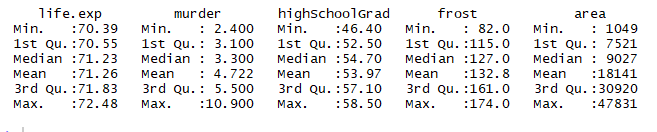 life.exp murder highSchoolGrad frost area
Min. :70.39 Min. : 2.400 Min. :46.40 Min. : 82.0 Min. : 1049
1st Qu.:70.55 1st Qu.: 3.100 1st Qu.:52.50 1st Qu.:115.0 1st Qu.: 7521
Median :71.23 Median : 3.300 Median :54.70 Median :127.0 Median : 9027
Mean :71.26 Mean : 4.722 Mean :53.97 Mean :132.8 Mean :18141
3rd Qu.:71.83 3rd Qu.: 5.500 3rd Qu.:57.10 3rd Qu.:161.0 3rd Qu.:30920
Max. :72.48 Max. :10.900 Max. :58.50 Max. :174.0 Max. :47831